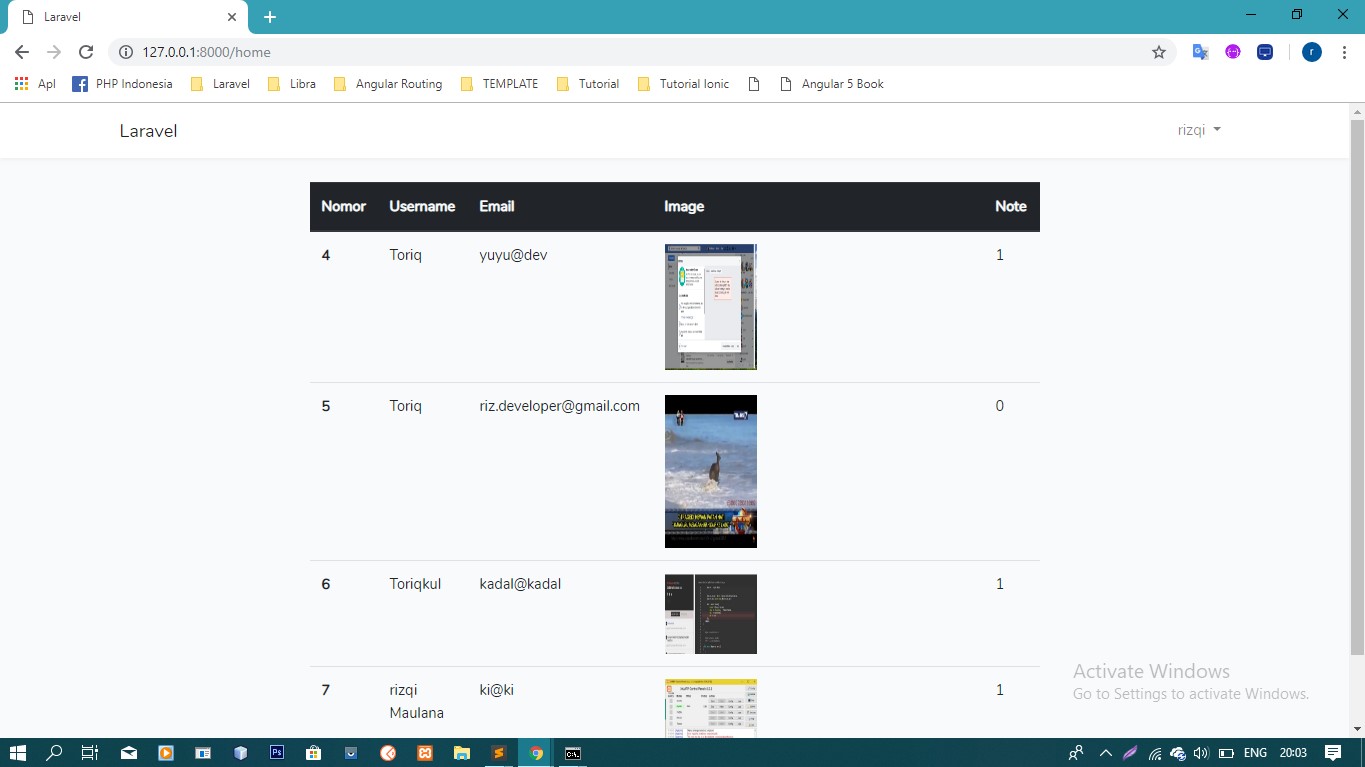 Laravel
127.0.0.1:8000/home
r
Apl
PHP Indonesia
Laravel
Libra
Angular Routing
TEMPLATE
Tutorial
Tutorial Ionic
Angular 5 Book
Laravel
rizqi
Nomor Username Email Image Note
4 Toriq yuyu@dev 1
5 Toriq riz.developer@gmail.com 0
6 Toriqkul kadal@kadal 1
7 rizqi Maulana ki@ki 1
Activate Windows
Go to Settings to activate Windows.
Ps
ENG
20:03